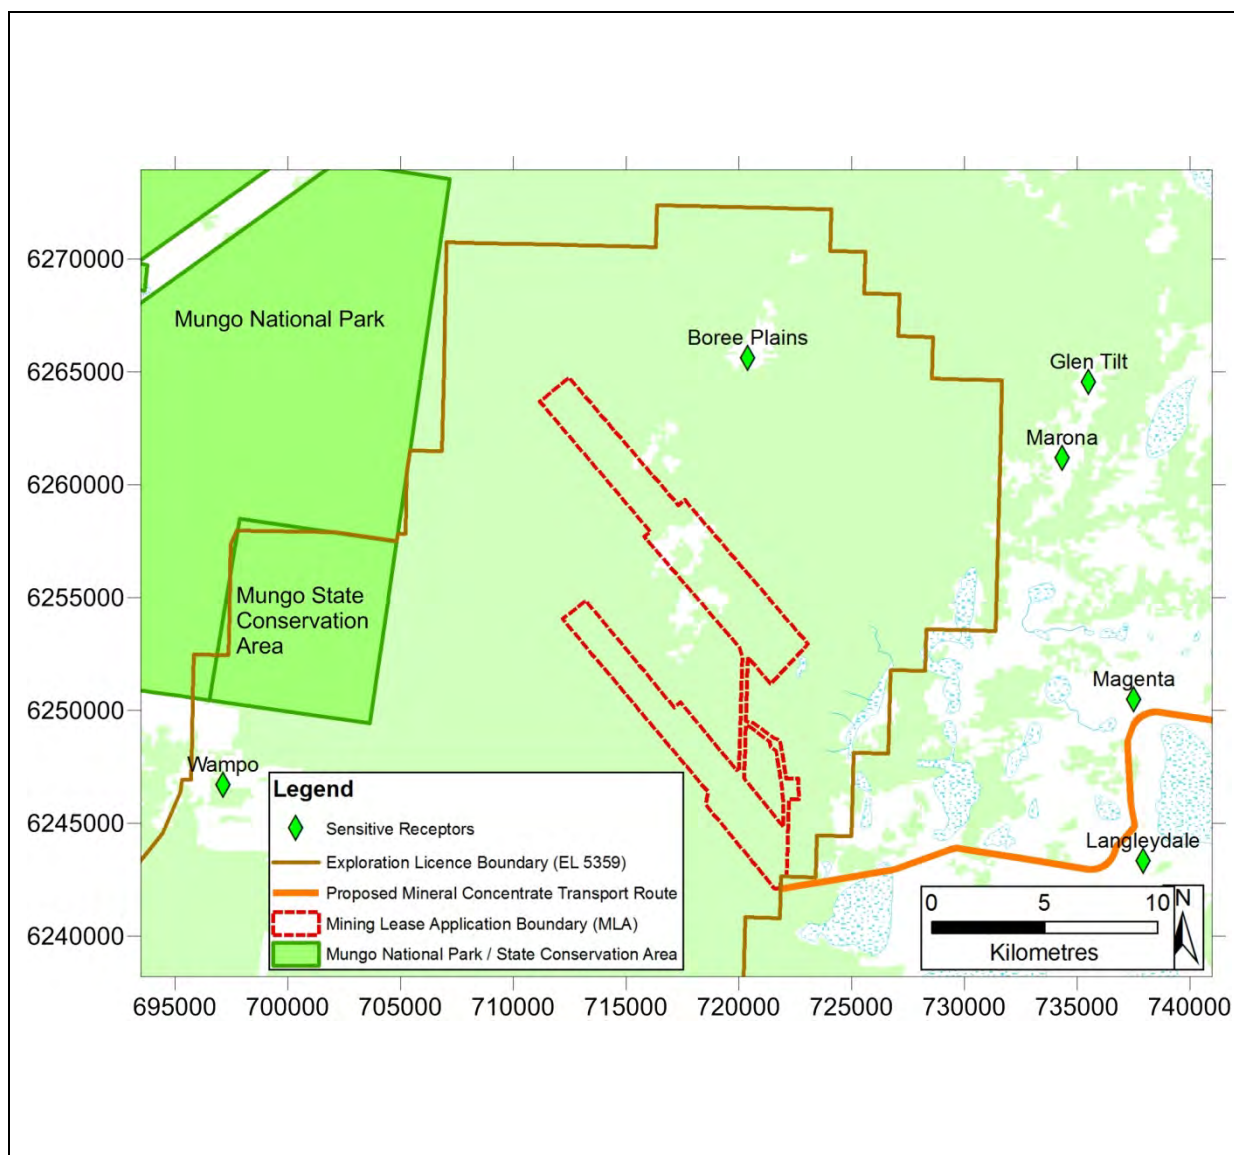 6270000
6265000
6260000
6255000
6250000
6245000
6240000
Mungo National Park
Boree Plains
Glen Tilt
Marona
Mungo State
Conservation
Area
Magenta
Wampo
Langleydale
Legend
Sensitive Receptors
Exploration Licence Boundary (EL 5359)
Proposed Mineral Concentrate Transport Route
Mining Lease Application Boundary (MLA)
Mungo National Park / State Conservation Area
0 5 10
Kilometres
N
695000 700000 705000 710000 715000 720000 725000 730000 735000 740000